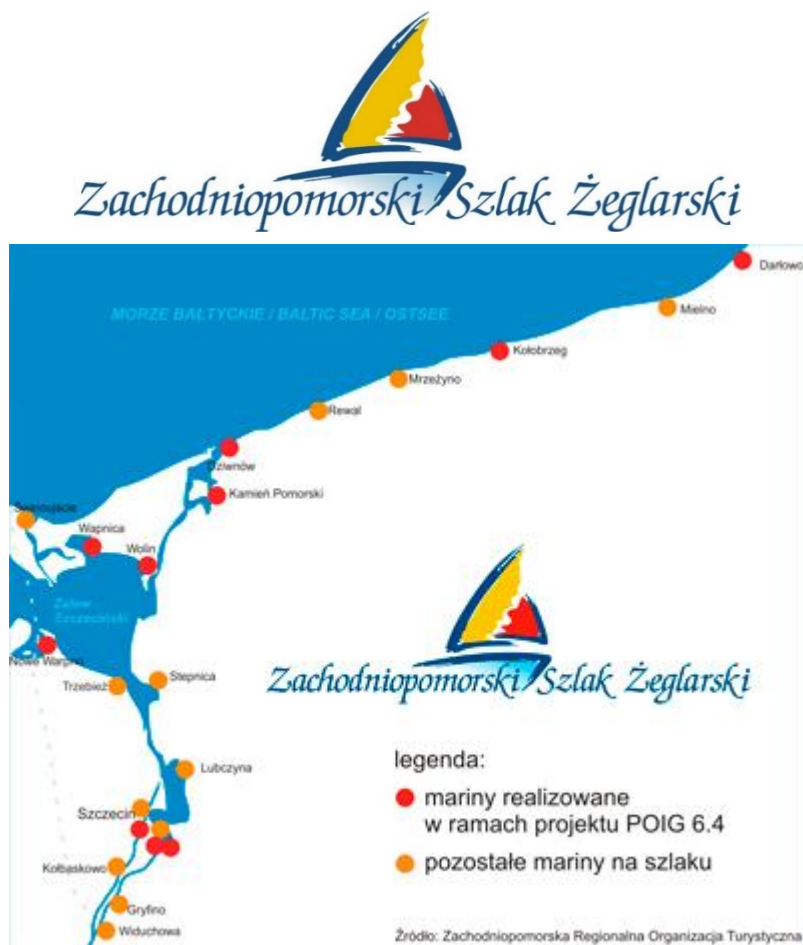 Zachodniopomorski Szlak Żeglarski
Darłowo
MORZE BAŁTYCKIE / BALTIC SEA / OSTSEE
Mielno
Kołobrzeg
Mrzeżyno
Rewal
Dziwnów
Kamień Pomorski
Świnoujście
Wapnica
Wolin
Zalew
Szczeciński
Nowe Warpno
Stepnica
Trzebież
Zachodniopomorski Szlak Żeglarski
legenda:
Lubczyna
mariny realizowane
w ramach projektu POIG 6.4
Szczecin
pozostałe mariny na szlaku
Kołbaskowo
Gryfino
Widuchowa
Źródło: Zachodniopomorska Regionalna Organizacja Turystyczna